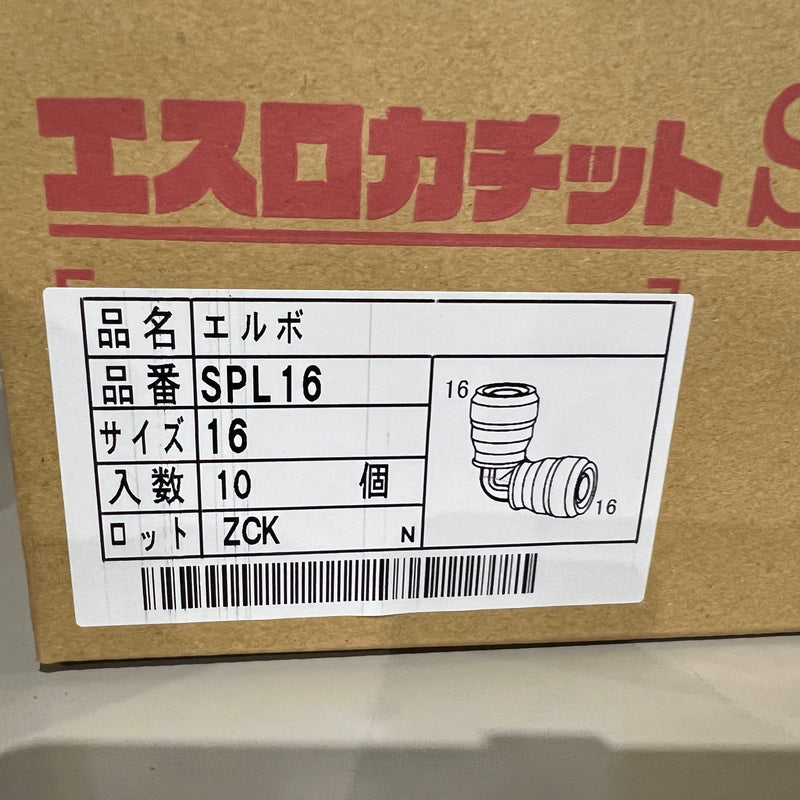 エスロカチット S
品名 エルボ
品番 SPL16
サイズ 16
入数 10 個
ロット ZCK N
16
16